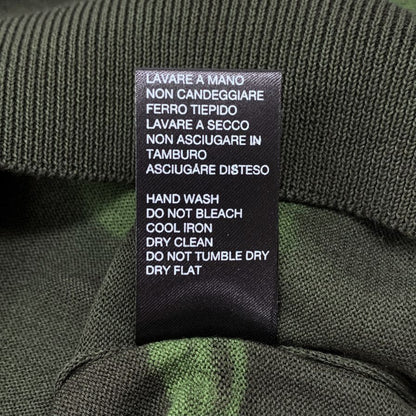 LAVARE A MANO
NON CANDEGGIARE
FERRO TIEPIDO
LAVARE A SECCO
NON ASCIUGARE IN
TAMBURO
ASCIUGARE DISTESO
HAND WASH
DO NOT BLEACH
COOL IRON
DRY CLEAN
DO NOT TUMBLE DRY
DRY FLAT